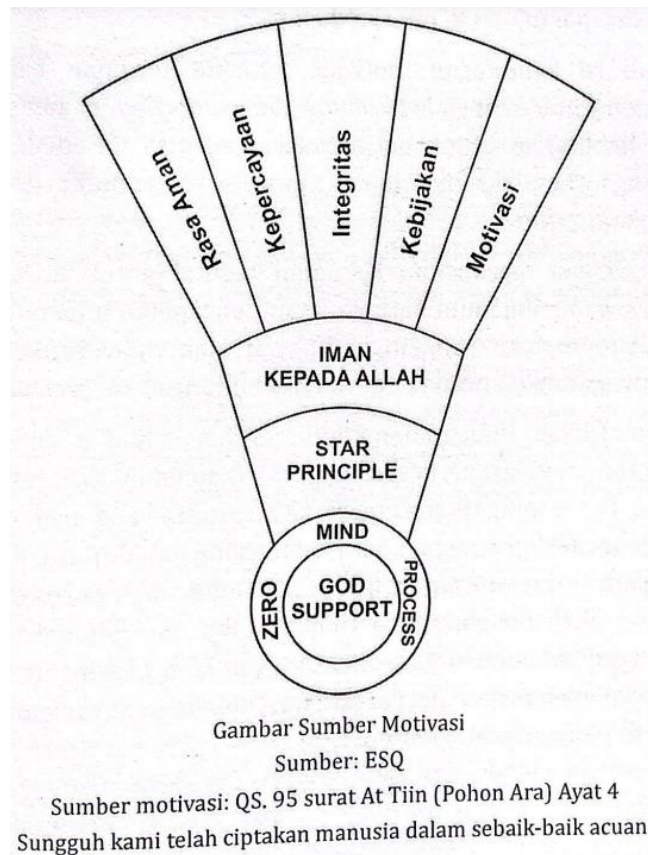 Rasa Aman
Kepercayaan
Integritas
Kebijakan
Motivasi
IMAN
KEPADA ALLAH
STAR
PRINCIPLE
MIND
ZERO
PROCESS
GOD
SUPPORT
Gambar Sumber Motivasi
Sumber: ESQ
Sumber motivasi: QS. 95 surat At Tiin (Pohon Ara) Ayat 4
Sungguh kami telah ciptakan manusia dalam sebaik-baik acuan